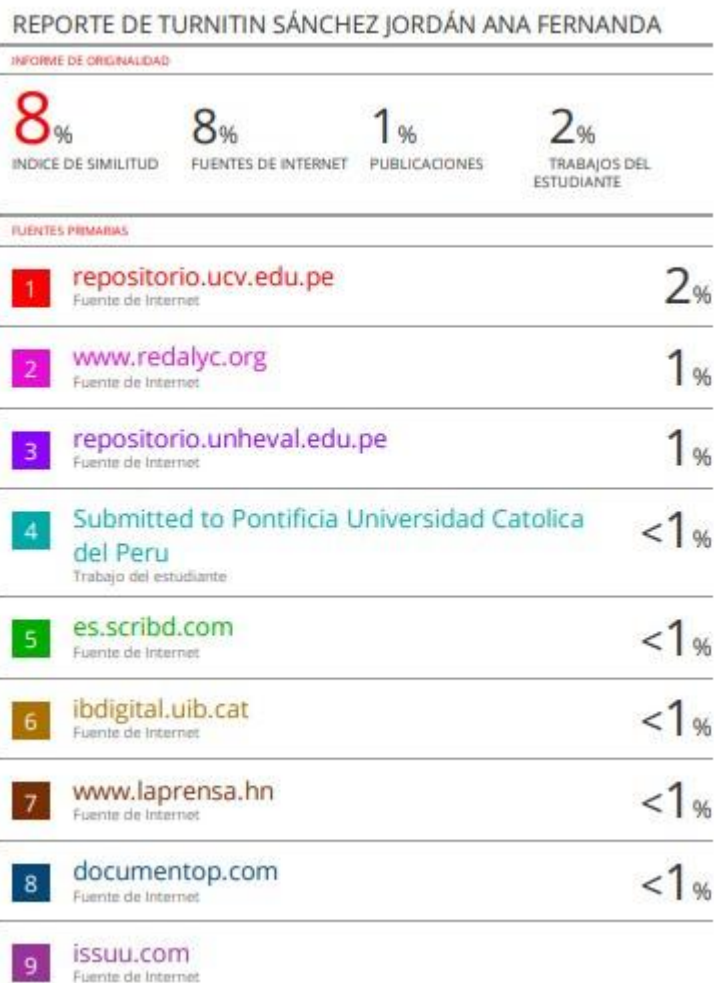 REPORTE DE TURNITIN SÁNCHEZ JORDÁN ANA FERNANDA
INFORME DE ORIGINALIDAD
8% 8% 1% 2%
INDICE DE SIMILITUD FUENTES DE INTERNET PUBLICACIONES TRABAJOS DEL
ESTUDIANTE
FUENTES PRIMARIAS
1 repositorio.ucv.edu.pe 2%
Fuente de Internet
2 www.redalyc.org 1%
Fuente de Internet
3 repositorio.unheval.edu.pe 1%
Fuente de Internet
4 Submitted to Pontificia Universidad Catolica <1%
del Peru
Trabajo del estudiante
5 es.scribd.com <1%
Fuente de Internet
6 ibdigital.uib.cat <1%
Fuente de Internet
7 www.laprensa.hn <1%
Fuente de Internet
8 documentop.com <1%
Fuente de Internet
9 issuu.com
Fuente de Internet